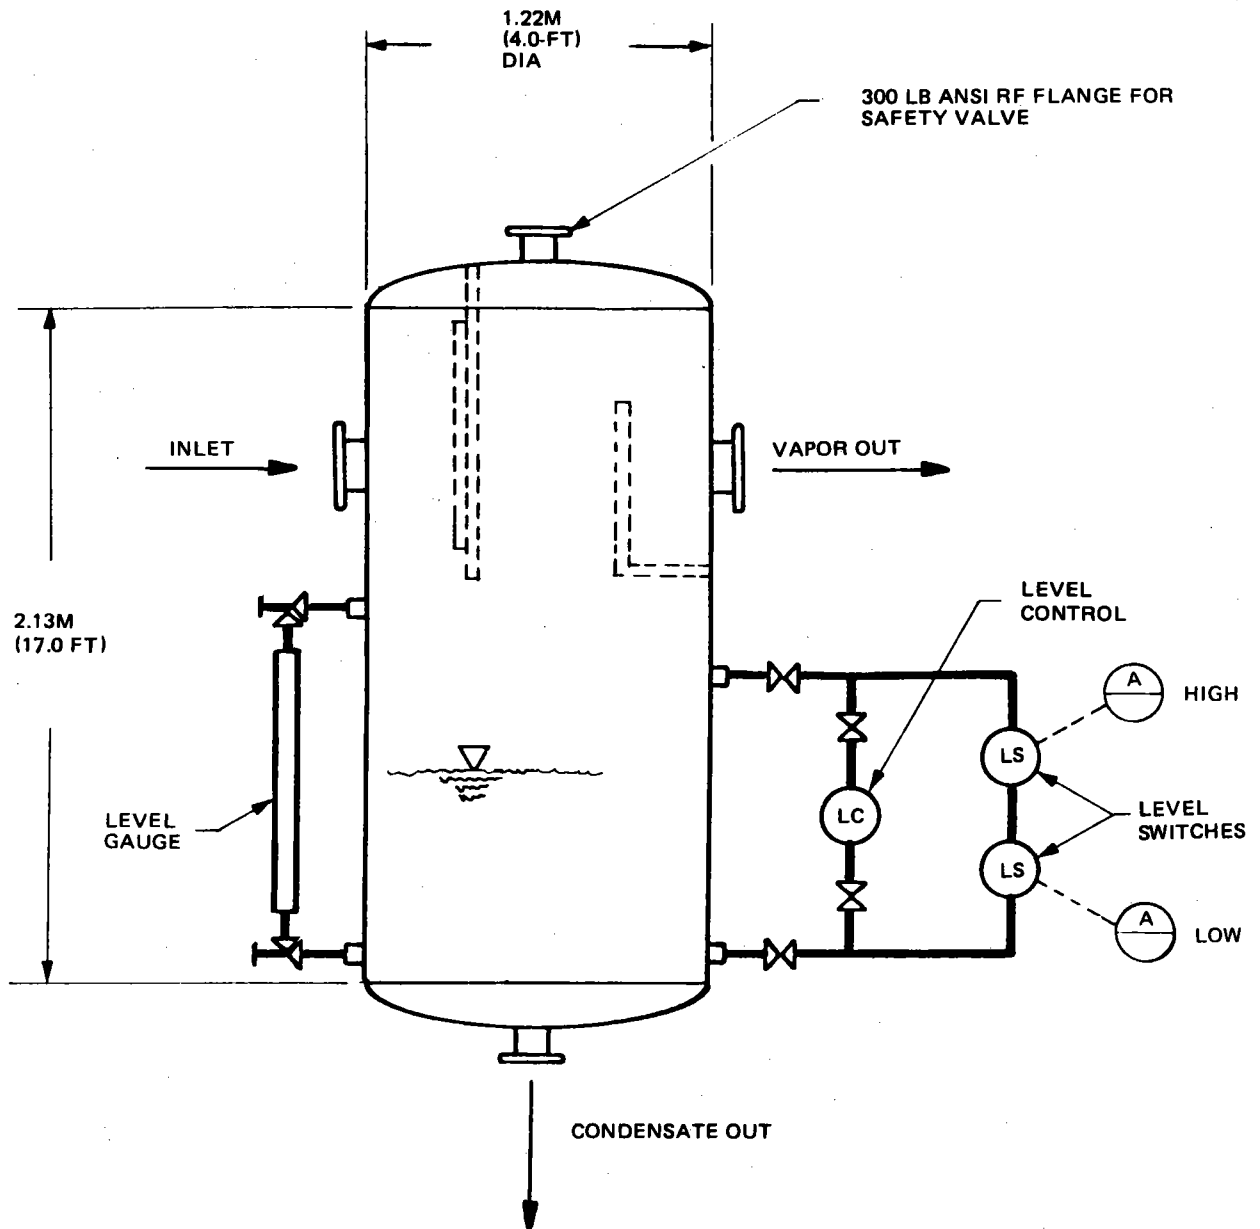 1.22M
(4.0-FT)
DIA
300 LB ANSI RF FLANGE FOR
SAFETY VALVE
INLET
VAPOR OUT
2.13M
(17.0 FT)
LEVEL
CONTROL
A
HIGH
LS
LEVEL
GAUGE
LC
LEVEL
SWITCHES
LS
A
LOW
CONDENSATE OUT